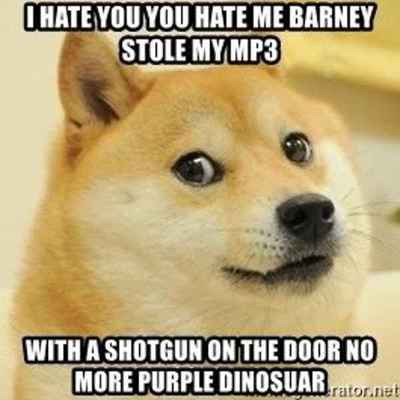 I HATE YOU YOU HATE ME BARNEY
STOLE MY MP3
WITH A SHOTGUN ON THE DOOR NO
MORE PURPLE DINOSUAR
rator.net